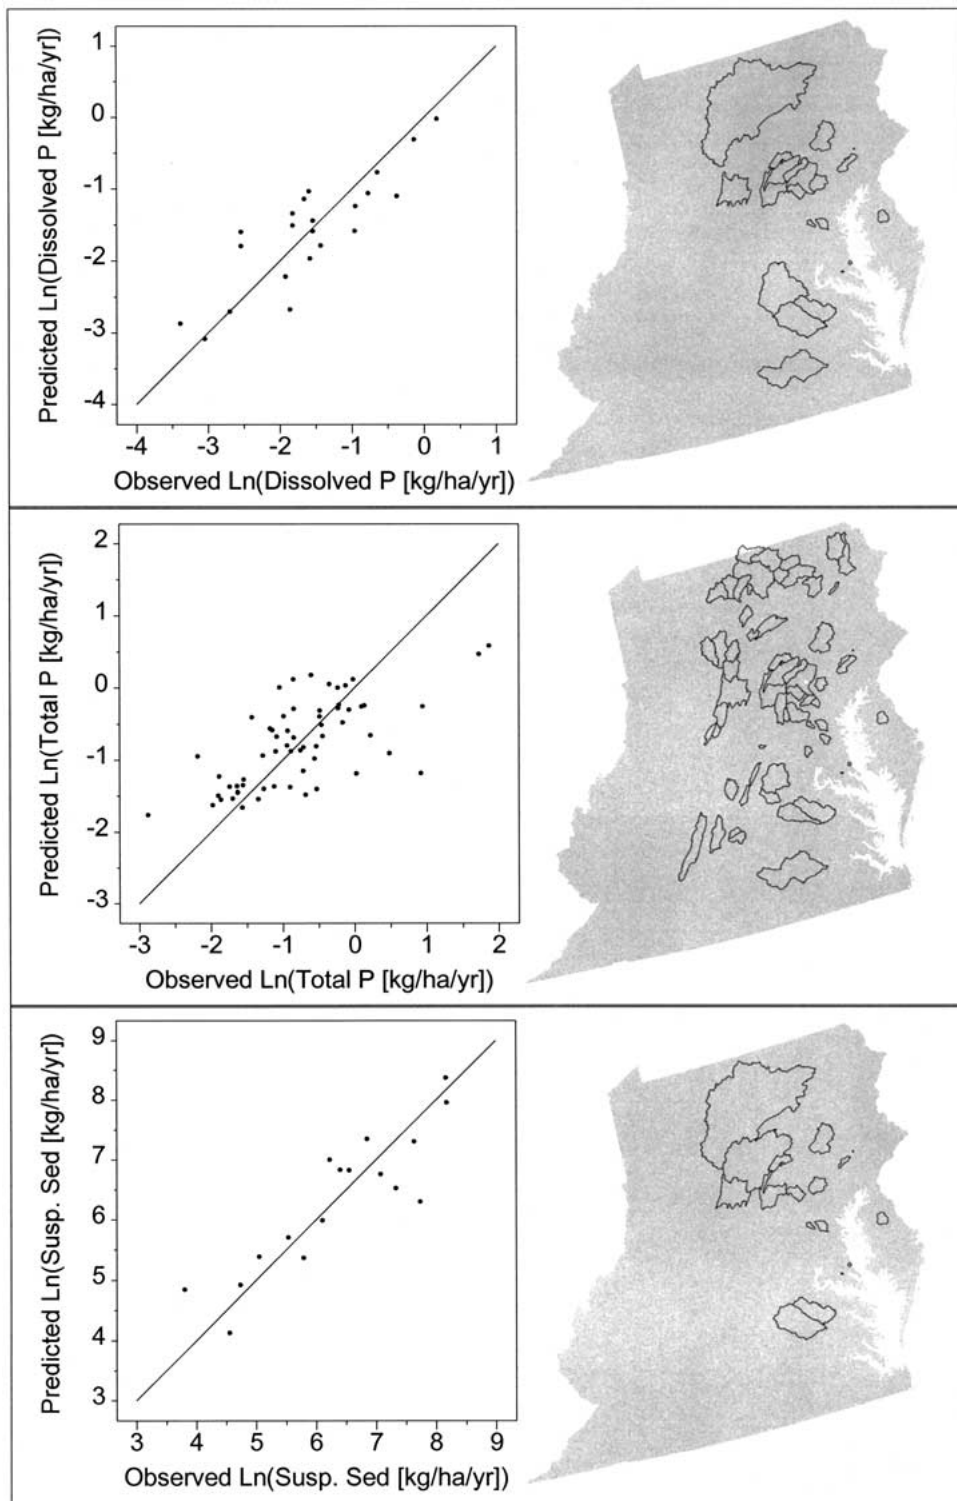 Predicted Ln(Dissolved P [kg/ha/yr])
1
0
-1
-2
-3
-4
-4 -3 -2 -1 0 1
Observed Ln(Dissolved P [kg/ha/yr])
Predicted Ln(Total P [kg/ha/yr])
2
1
0
-1
-2
-3
-3 -2 -1 0 1 2
Observed Ln(Total P [kg/ha/yr])
Predicted Ln(Susp. Sed [kg/ha/yr])
9
8
7
6
5
4
3
3 4 5 6 7 8 9
Observed Ln(Susp. Sed [kg/ha/yr])